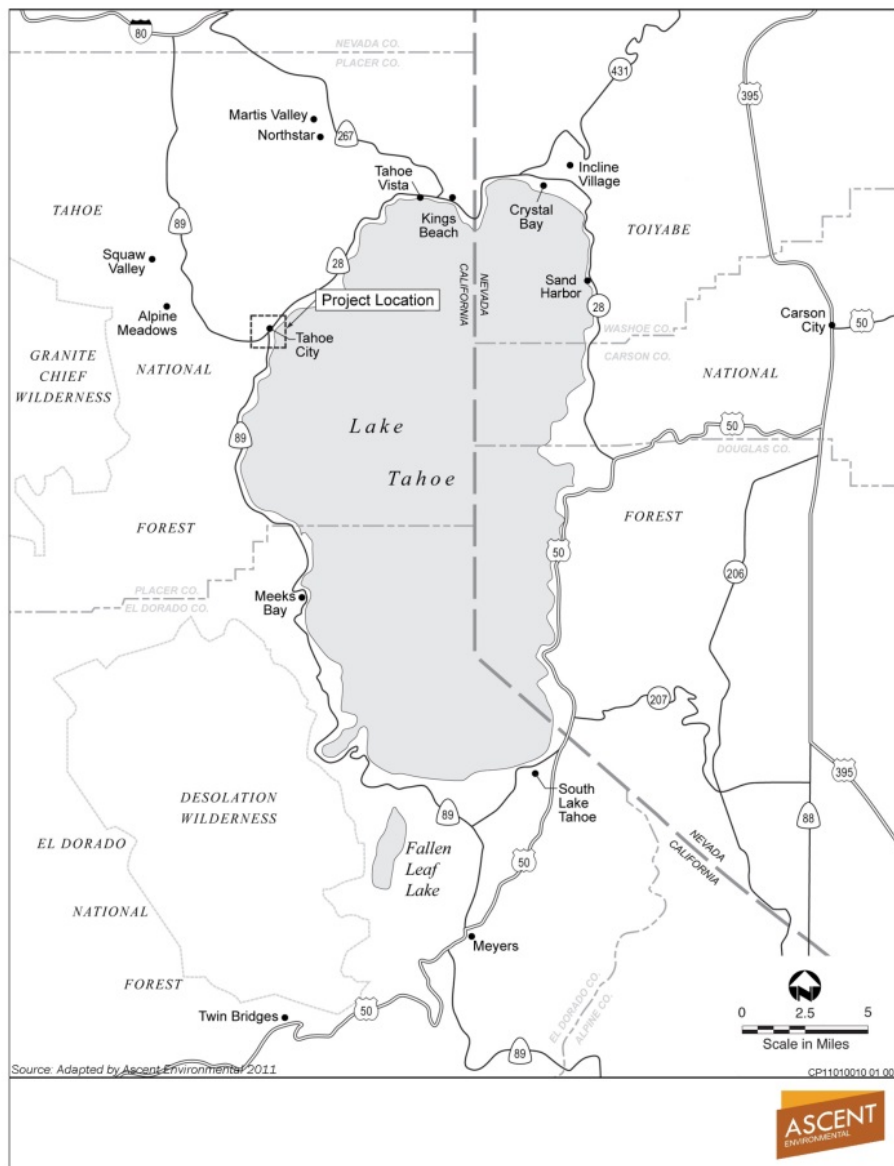 80
NEVADA CO.
PLACER CO.
431
395
Martis Valley
Northstar
267
Incline
Village
Tahoe
Vista
Kings
Beach
Crystal
Bay
TAHOE
89
TOIYABE
Squaw
Valley
28
CALIFORNIA
NEVADA
Sand
Harbor
Project Location
28
Alpine
Meadows
Tahoe
City
WASHOE CO.
CARSON CO.
Carson
City
50
GRANITE
CHIEF
WILDERNESS
NATIONAL
NATIONAL
89
Lake
Tahoe
50
DOUGLAS CO.
FOREST
FOREST
50
206
PLACER CO.
EL DORADO CO.
Meeks
Bay
207
DESOLATION
WILDERNESS
South
Lake
Tahoe
395
89
88
EL DORADO
Fallen
Leaf
Lake
50
NEVADA
CALIFORNIA
NATIONAL
Meyers
FOREST
Twin Bridges
50
EL DORADO CO.
ALPINE CO.
89
N
0 2.5 5
Scale in Miles
Source: Adapted by Ascent Environmental 2011
CP11010010 01 00
ASCENT
ENVIRONMENTAL